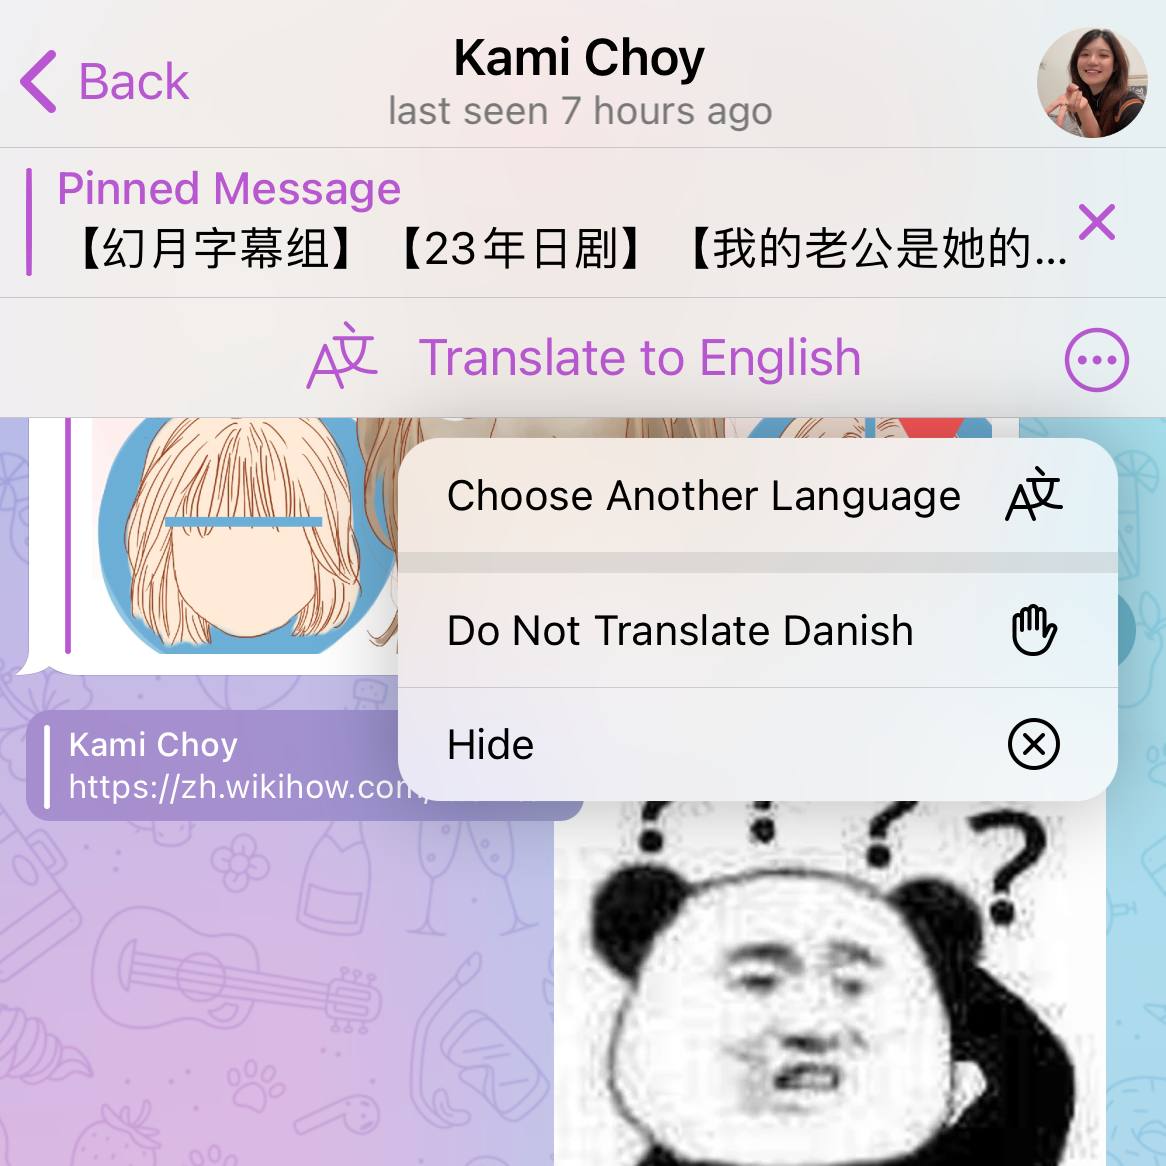 Back
Kami Choy
last seen 7 hours ago
Pinned Message
【幻月字幕组】【23年日剧】【我的老公是她的...
Translate to English
Choose Another Language
Do Not Translate Danish
Hide
Kami Choy
https://zh.wikihow.com/
? ? ? ?